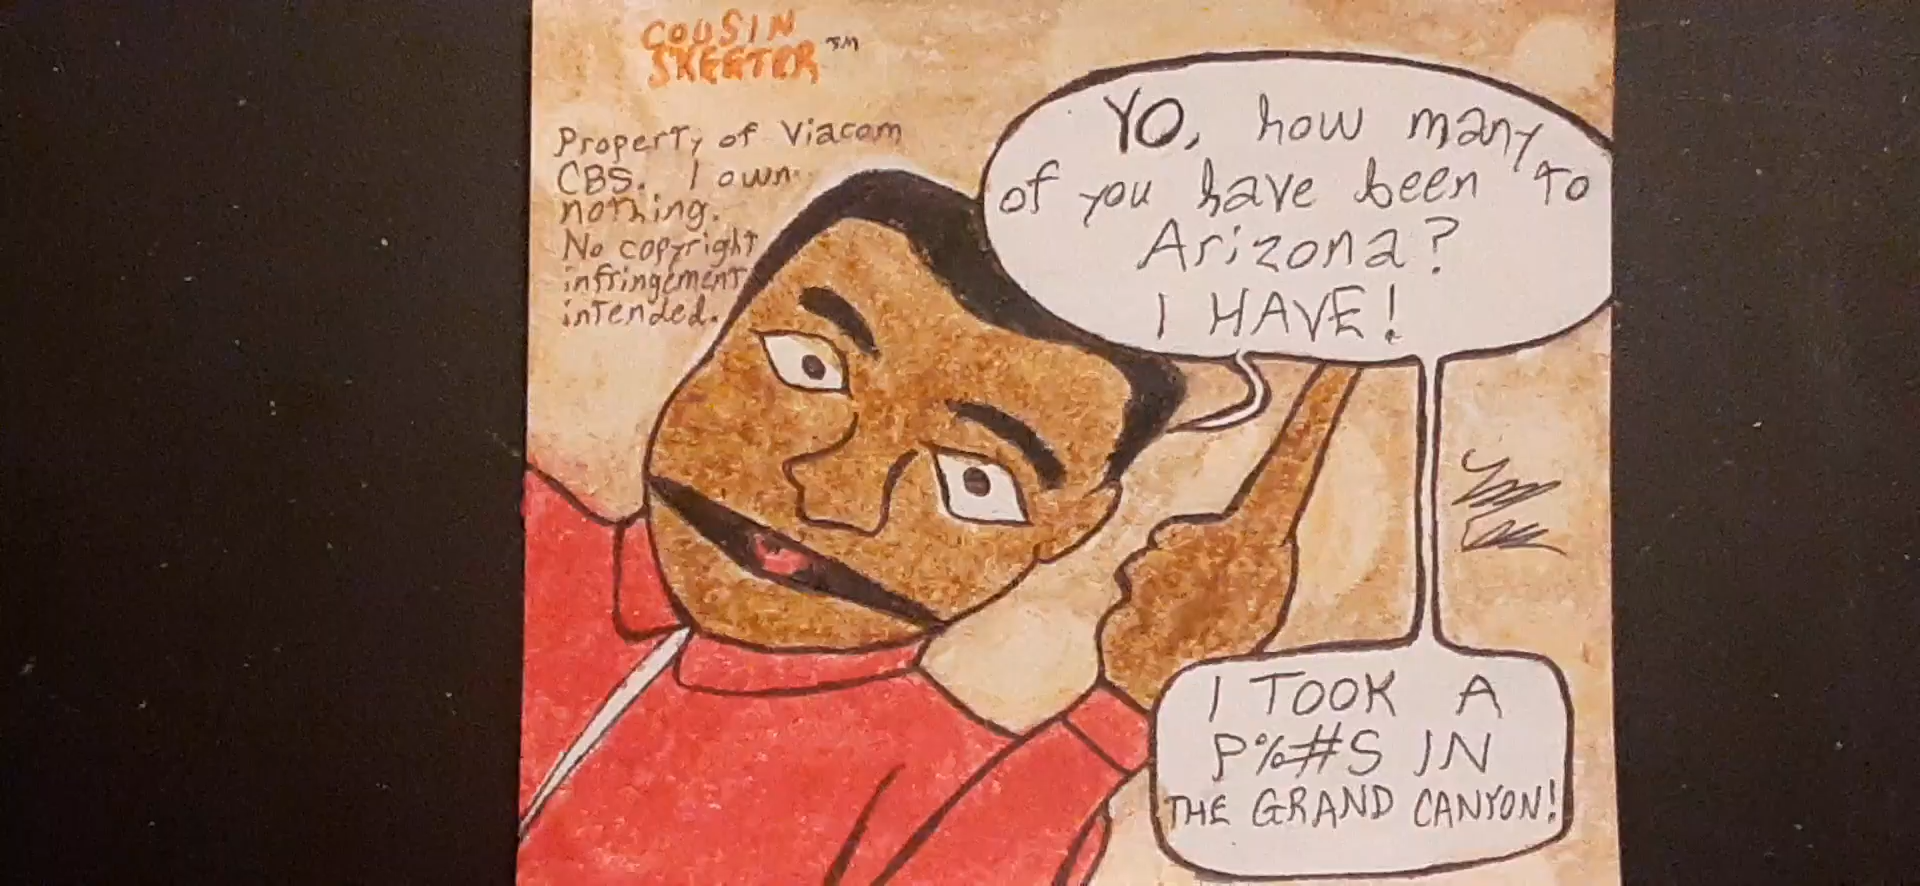 COUSIN
SKEETER™
Property of Viacom
CBS. I own
nothing.
No copyright
infringement
intended.
YO, how many
of you have been to
Arizona?
I HAVE!
I TOOK A
P%#S IN
THE GRAND CANYON!